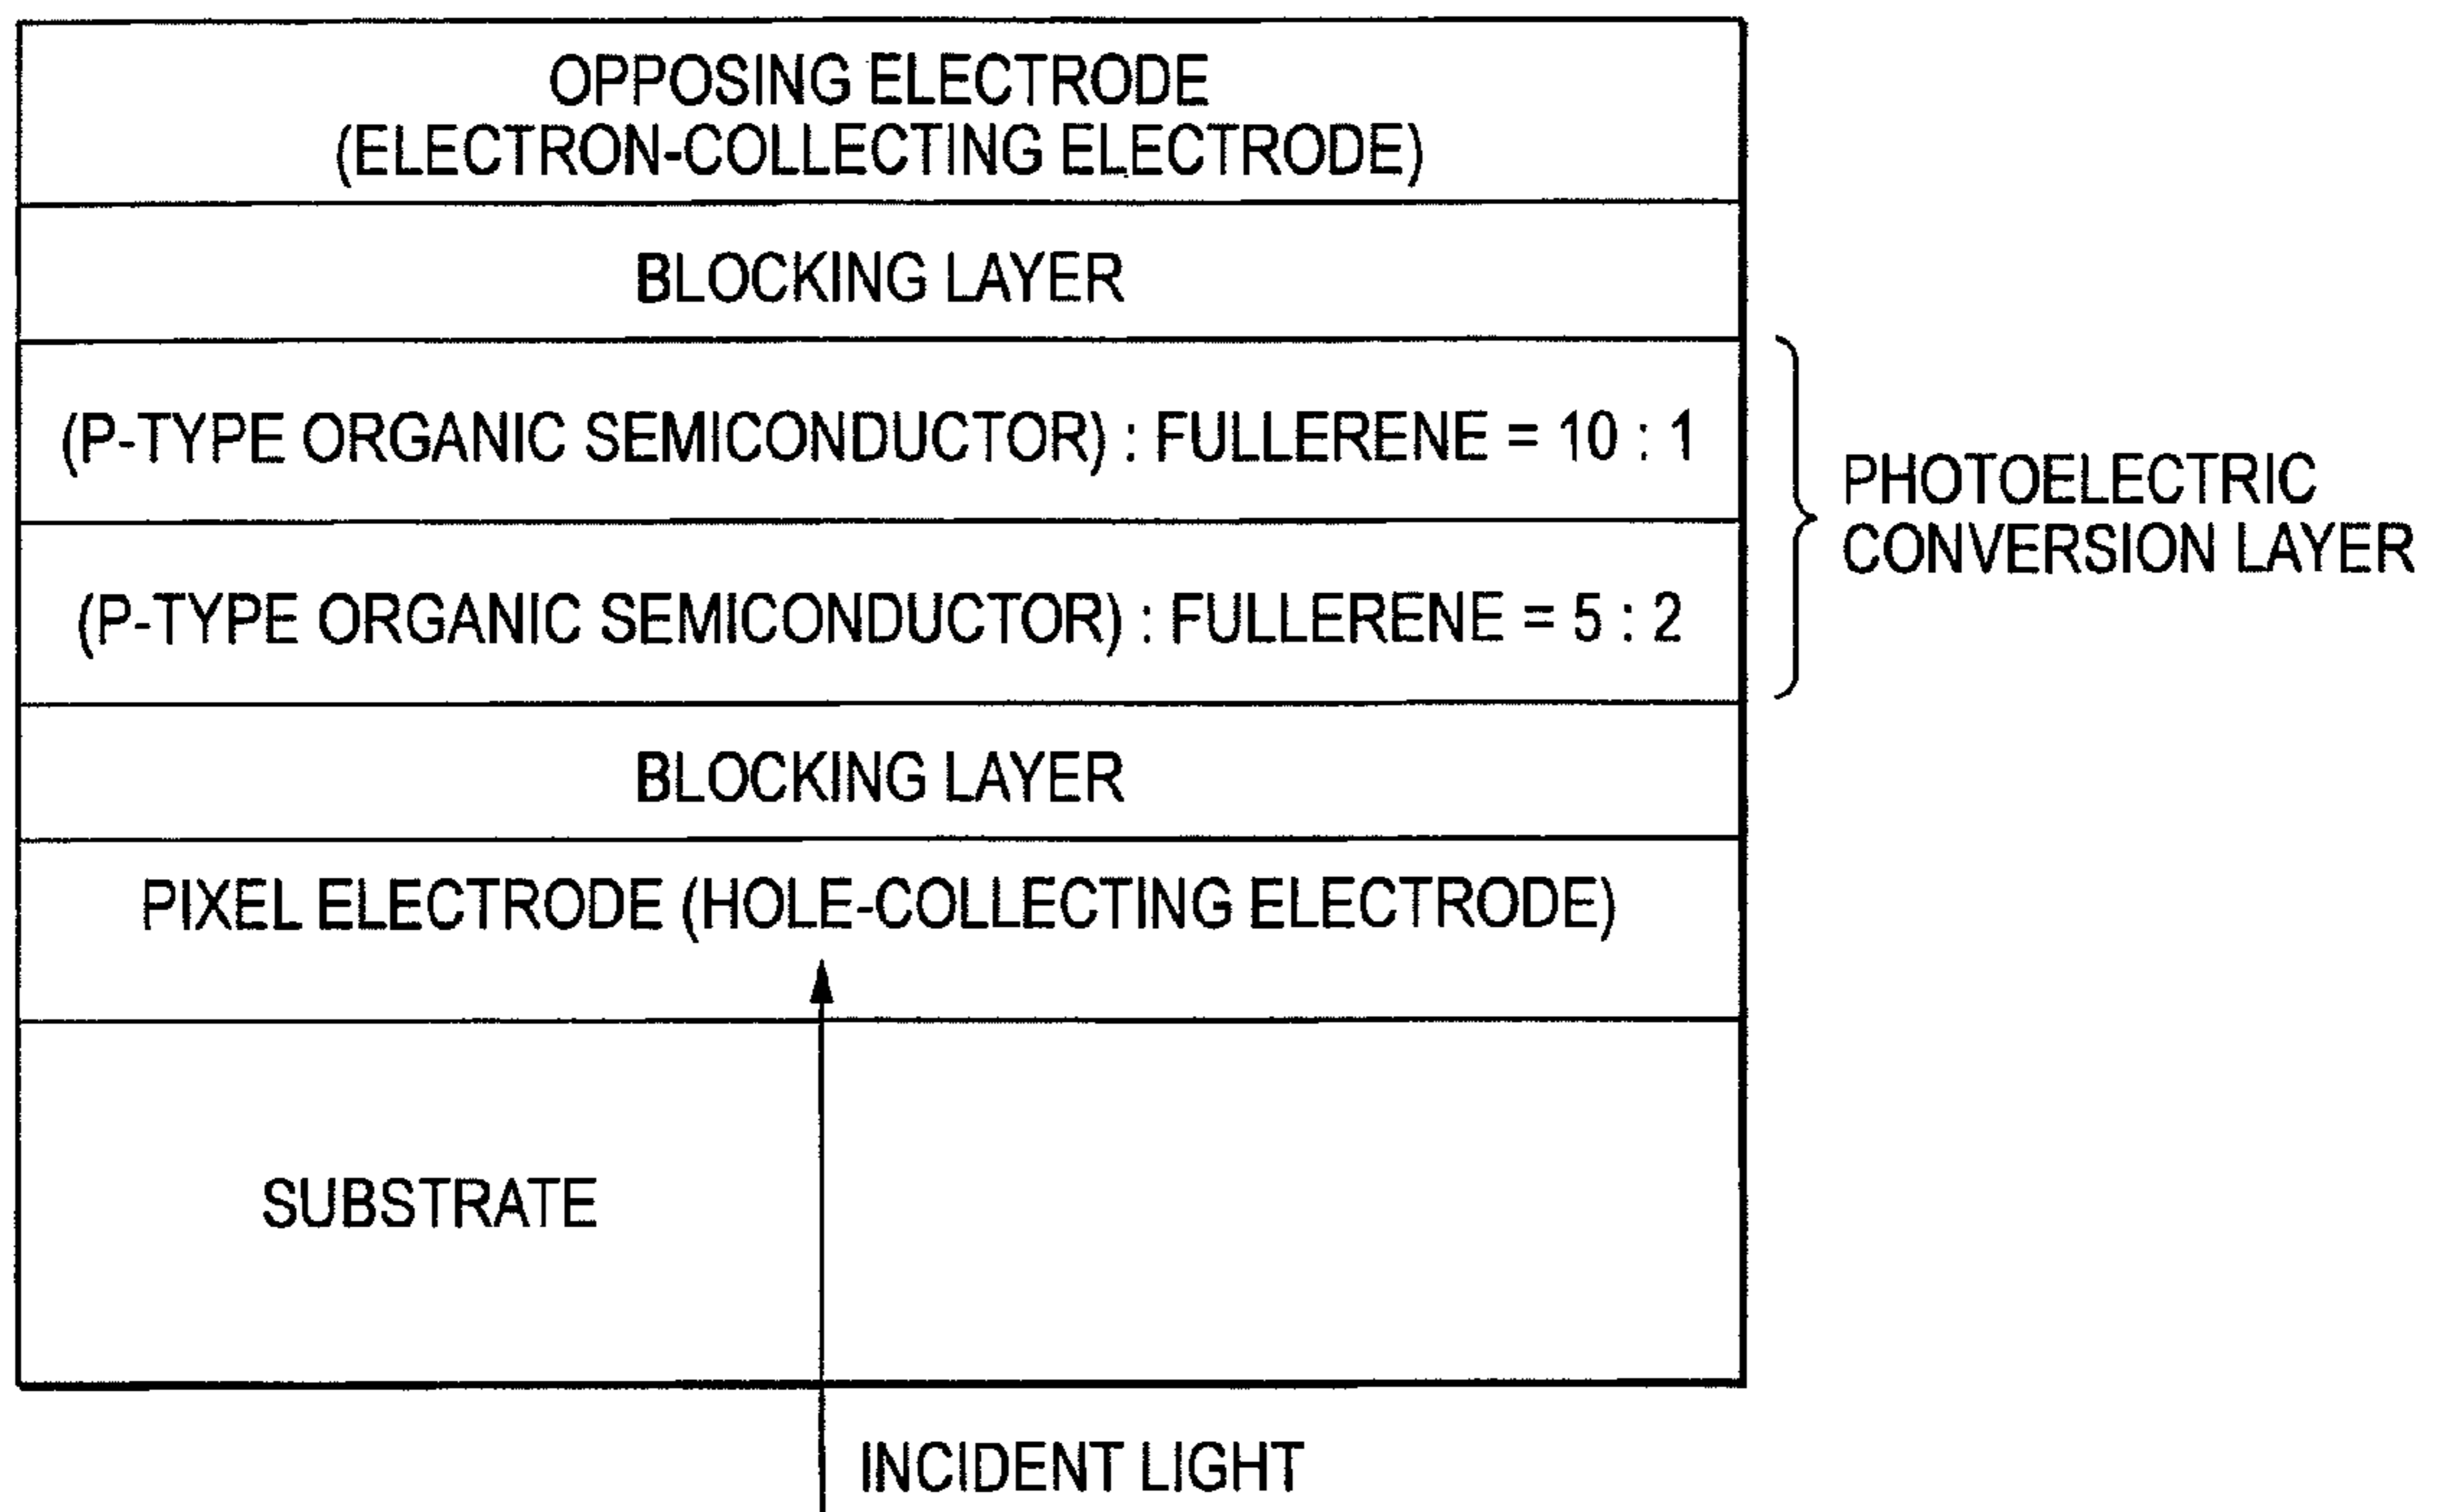 OPPOSING ELECTRODE
(ELECTRON-COLLECTING ELECTRODE)
BLOCKING LAYER
(P-TYPE ORGANIC SEMICONDUCTOR) : FULLERENE = 10 : 1
(P-TYPE ORGANIC SEMICONDUCTOR) : FULLERENE = 5 : 2
PHOTOELECTRIC
CONVERSION LAYER
BLOCKING LAYER
PIXEL ELECTRODE (HOLE-COLLECTING ELECTRODE)
SUBSTRATE
INCIDENT LIGHT